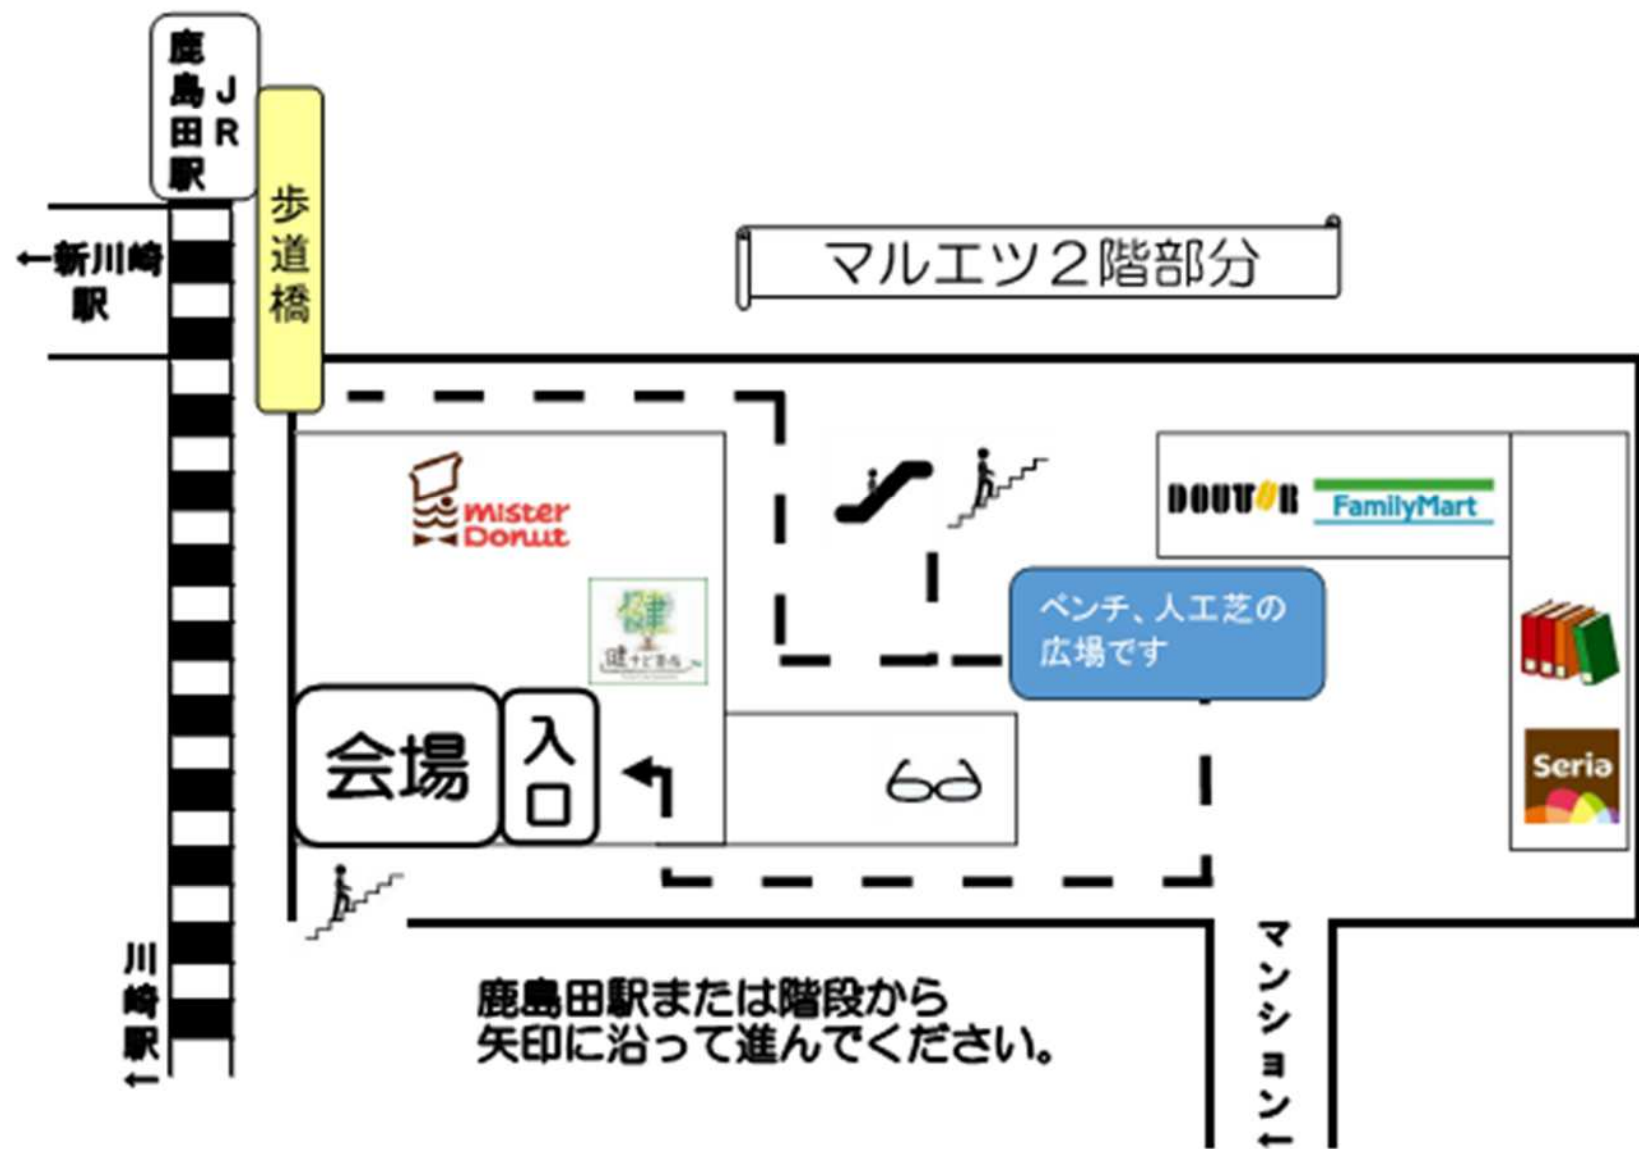 JR
鹿島田駅
歩道橋
←新川崎
駅
マルエツ2階部分
mister
Donut
DOUTOR
FamilyMart
ベンチ、人工芝の
広場です
健
Seria
会場
入口
川崎駅←
マンション←
鹿島田駅または階段から
矢印に沿って進んでください。